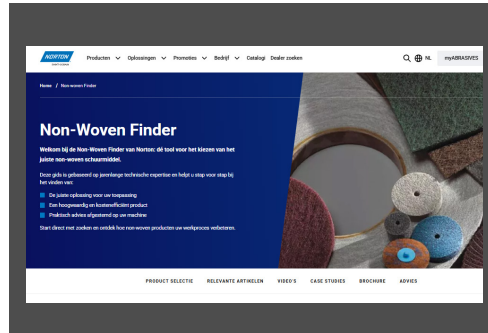 NORTON
SAINT-GOBAIN
Producten Oplossingen Promoties Bedrijf Catalogi Dealer zoeken NL myABRASIVES
Home / Non-woven Finder
Non-Woven Finder
Welkom bij de Non-Woven Finder van Norton: dé tool voor het kiezen van het
juiste non-woven schuurmiddel.
Deze gids is gebaseerd op jarenlange technische expertise en helpt u stap voor stap bij
het vinden van:
De juiste oplossing voor uw toepassing
Een hoogwaardig en kostenefficiënt product
Praktisch advies afgestemd op uw machine
Start direct met zoeken en ontdek hoe non-woven producten uw werkproces verbeteren.
PRODUCT SELECTIE RELEVANTE ARTIKELEN VIDEO'S CASE STUDIES BROCHURE ADVIES